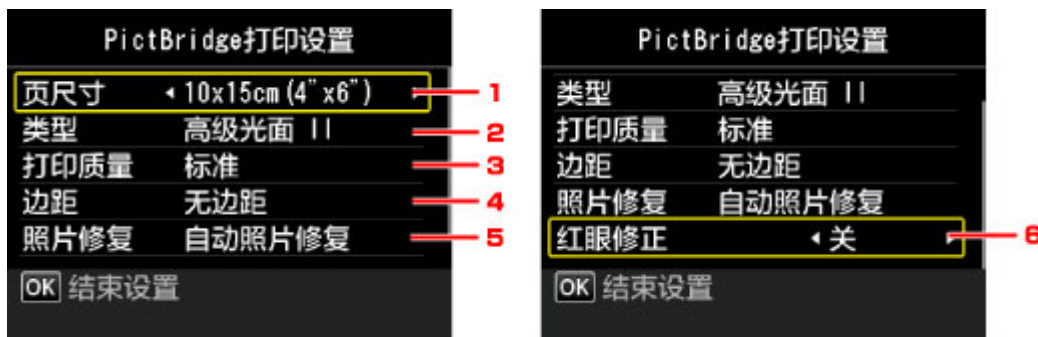 PictBridge打印设置
页尺寸 10x15cm(4"x6") 1
类型 高级光面 II 2
打印质量 标准 3
边距 无边距 4
照片修复 自动照片修复 5
OK 结束设置
PictBridge打印设置
类型 高级光面 II
打印质量 标准
边距 无边距
照片修复 自动照片修复
红眼修正 关 6
OK 结束设置